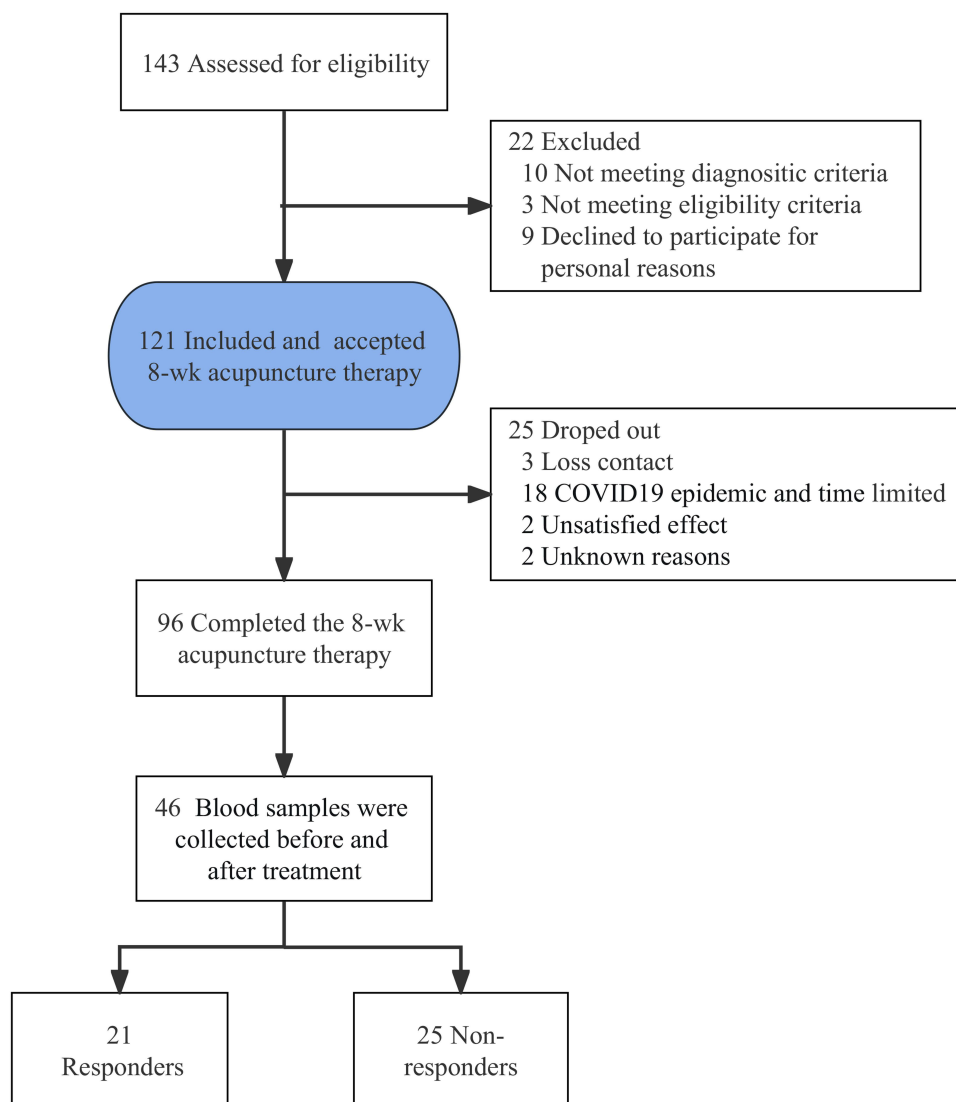 143 Assessed for eligibility
22 Excluded
10 Not meeting diagnositic criteria
3 Not meeting eligibility criteria
9 Declined to participate for
personal reasons
121 Included and accepted
8-wk acupuncture therapy
25 Droped out
3 Loss contact
18 COVID19 epidemic and time limited
2 Unsatisfied effect
2 Unknown reasons
96 Completed the 8-wk
acupuncture therapy
46 Blood samples were
collected before and
after treatment
21
Responders
25 Non-
responders